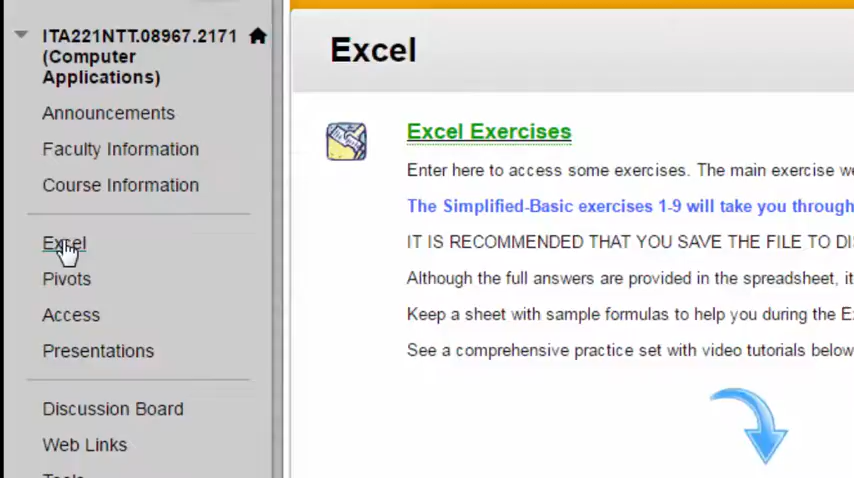 ITA221NTT.08967.2171
(Computer
Applications)
Announcements
Faculty Information
Course Information
Excel
Pivots
Access
Presentations
Discussion Board
Web Links
Excel
Excel Exercises
Enter here to access some exercises. The main exercise
The Simplified-Basic exercises 1-9 will take you through
IT IS RECOMMENDED THAT YOU SAVE THE FILE TO
Although the full answers are provided in the spreadsheet,
Keep a sheet with sample formulas to help you during the
See a comprehensive practice set with video tutorials below